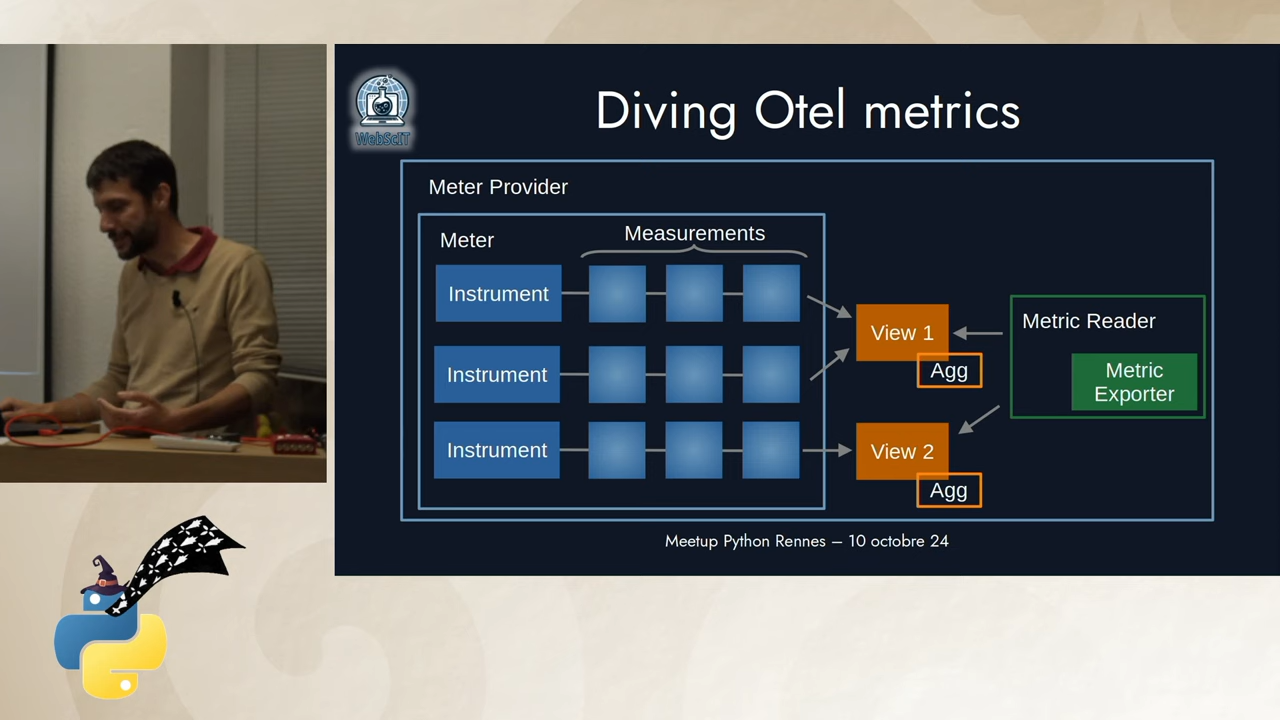 WebScIT
Diving Otel metrics
Meter Provider
Meter
Measurements
Instrument
Instrument
Instrument
View 1
Agg
View 2
Agg
Metric Reader
Metric
Exporter
Meetup Python Rennes – 10 octobre 24